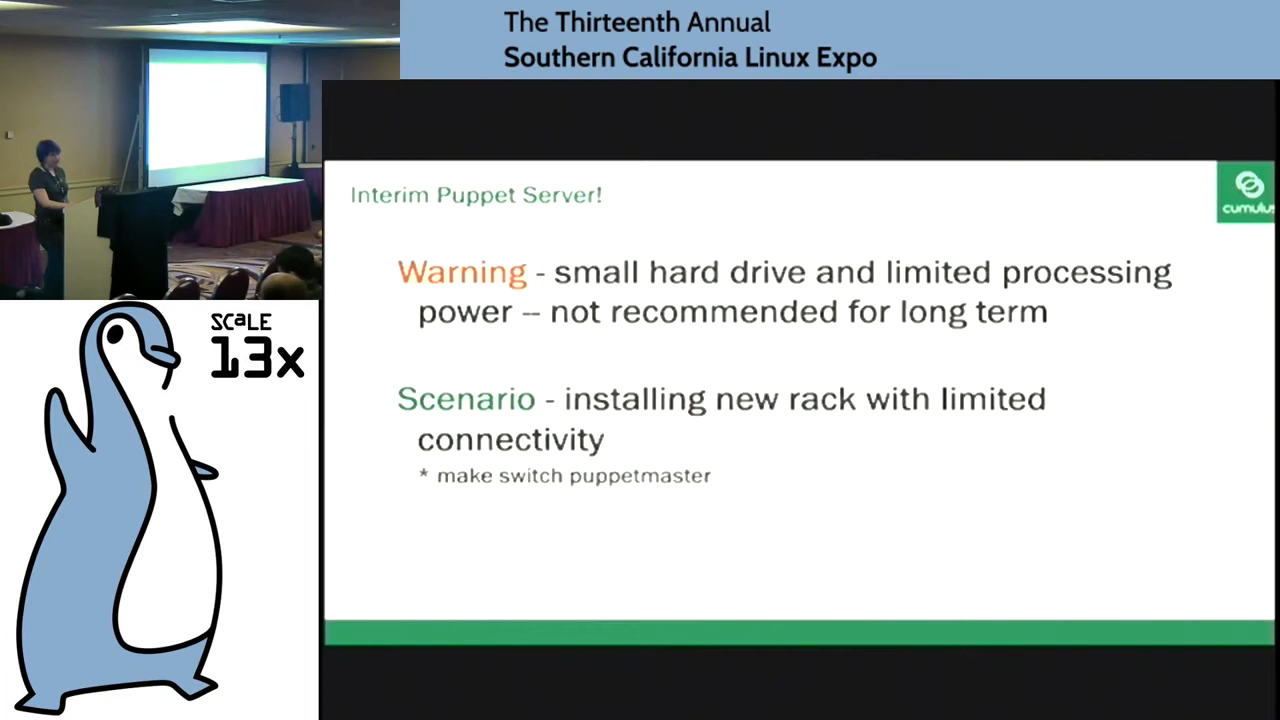 The Thirteenth Annual
Southern California Linux Expo
SCaLE
13x
Interim Puppet Server!
cumulus
Warning - small hard drive and limited processing
power -- not recommended for long term
Scenario - installing new rack with limited
connectivity
* make switch puppetmaster